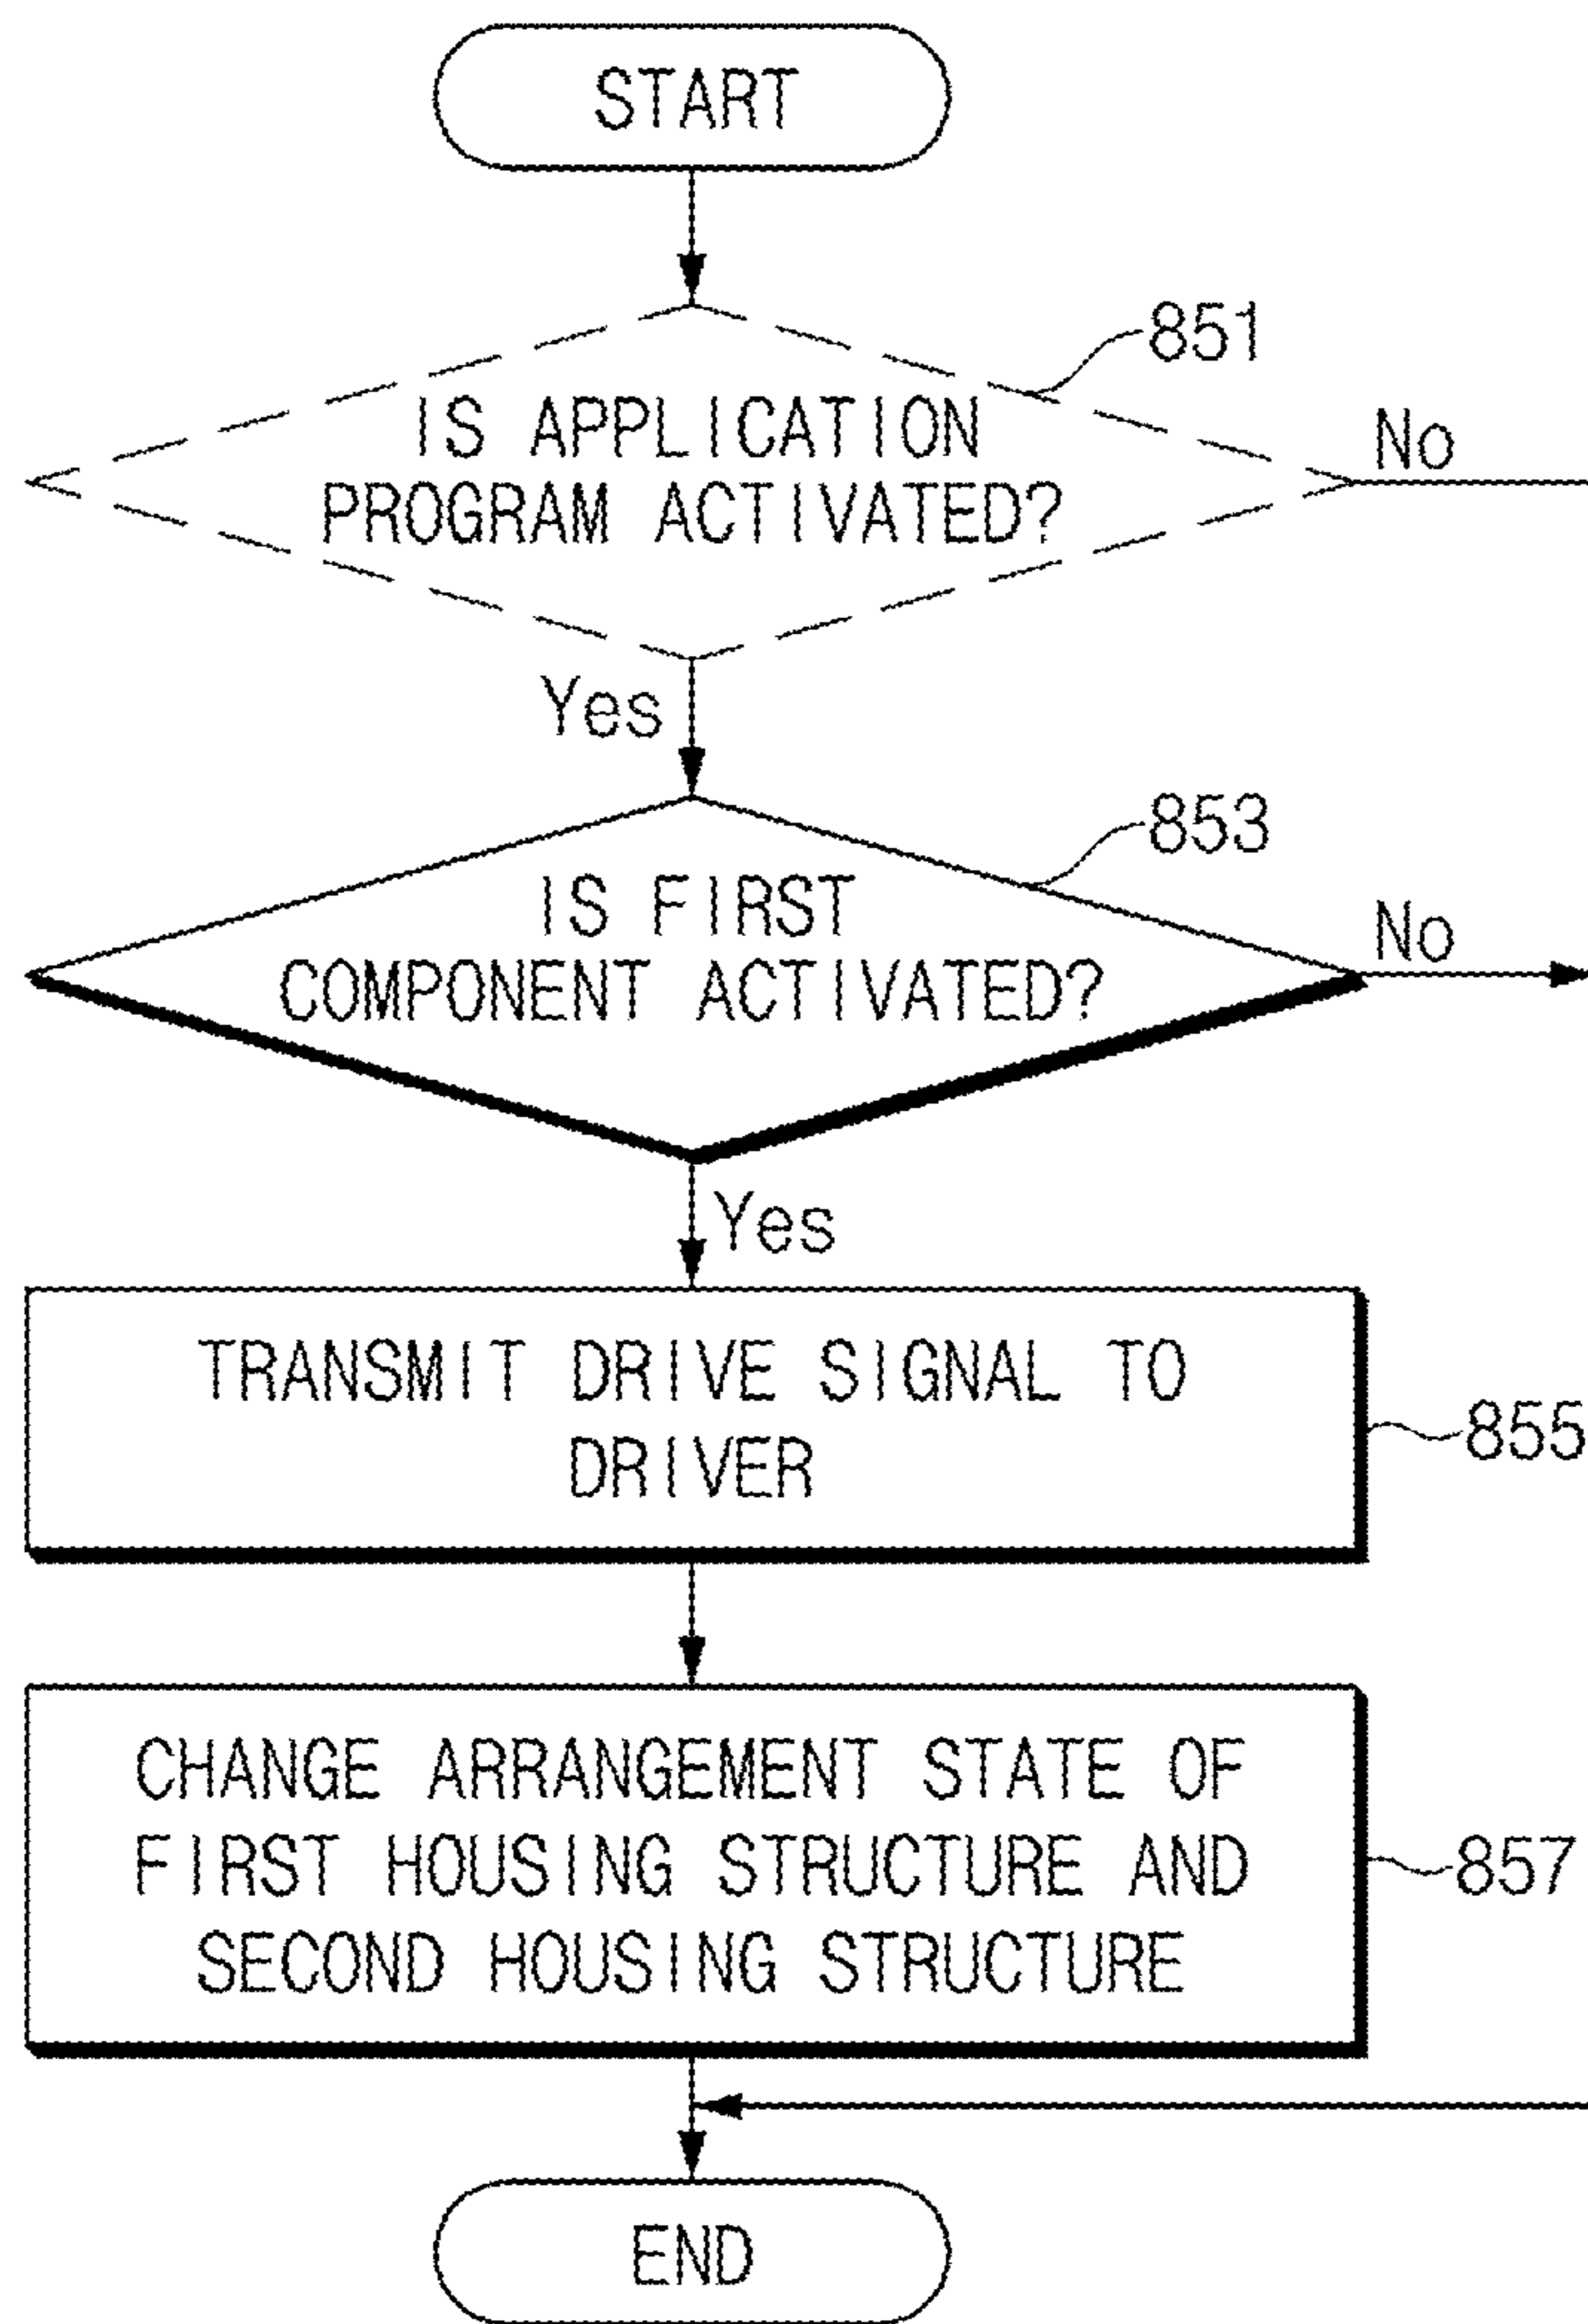 START
851
IS APPLICATION
PROGRAM ACTIVATED?
No
Yes
853
IS FIRST
COMPONENT ACTIVATED?
No
Yes
TRANSMIT DRIVE SIGNAL TO
DRIVER
855
CHANGE ARRANGEMENT STATE OF
FIRST HOUSING STRUCTURE AND
SECOND HOUSING STRUCTURE
857
END